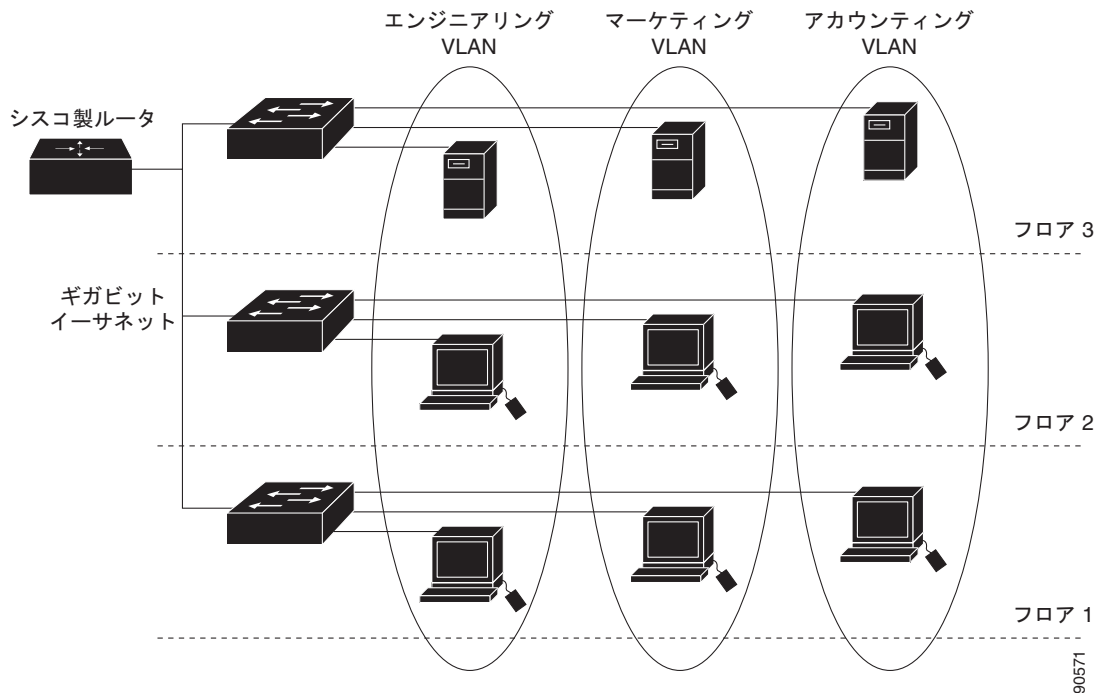 エンジニアリング
VLAN
マーケティング
VLAN
アカウンティング
VLAN
シスコ製ルータ
フロア 3
ギガビット
イーサネット
フロア 2
フロア 1
90571